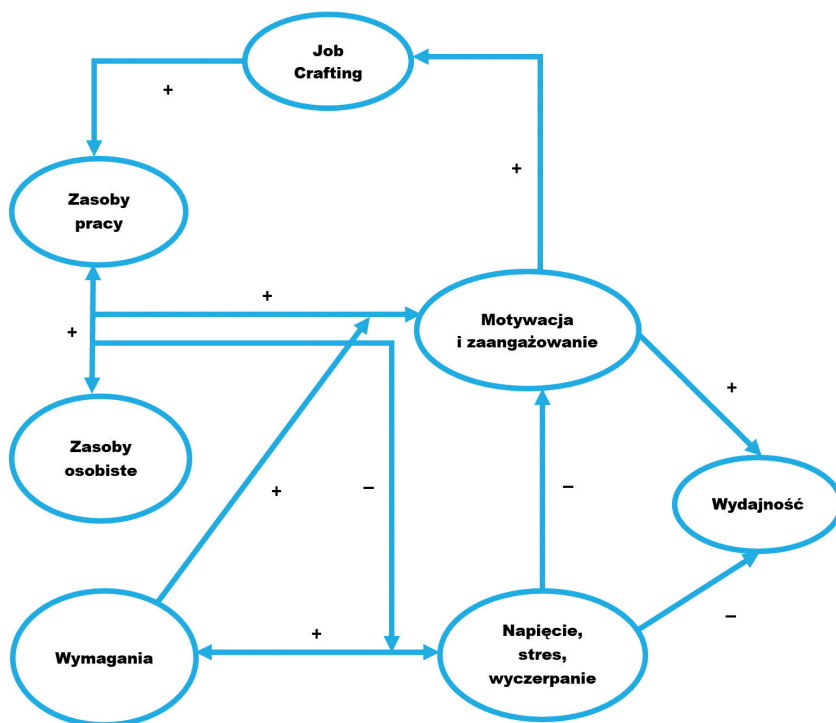 Job
Crafting
+
Zasoby
pracy
+
+
+
Motywacja
i zaangażowanie
+
Zasoby
osobiste
+
–
–
Wydajność
Wymagania
+
Napięcie,
stres,
wyczerpanie
–